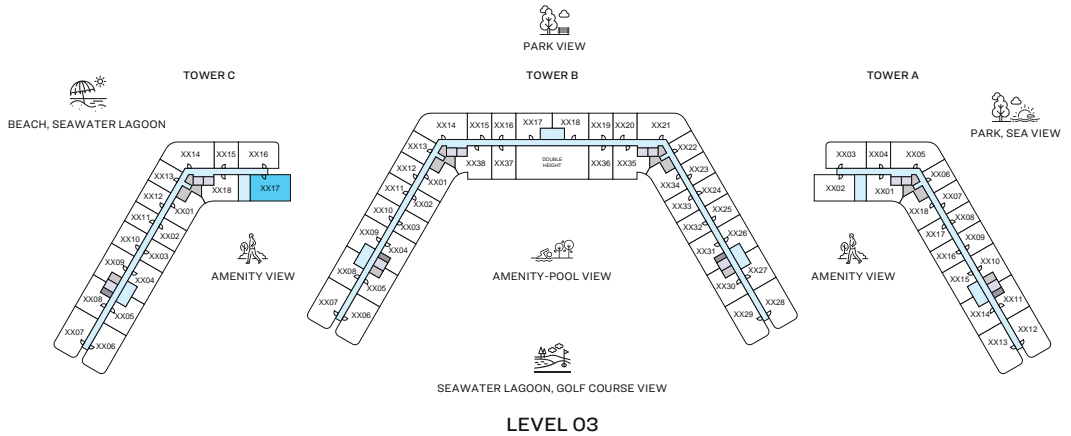 PARK VIEW
TOWER C
TOWER B
TOWER A
BEACH, SEAWATER LAGOON
PARK, SEA VIEW
XX14
XX15
XX16
XX13
XX17
XX12
XX18
XX11
XX01
XX10
XX02
XX09
XX03
XX08
XX04
XX07
XX05
XX06
AMENITY VIEW
XX14
XX15
XX16
XX17
XX18
XX19
XX20
XX21
XX13
XX38
XX37
DOUBLE
HEIGHT
XX36
XX35
XX22
XX12
XX01
XX34
XX23
XX11
XX02
XX33
XX24
XX10
XX03
XX32
XX25
XX09
XX04
XX31
XX26
XX08
XX05
XX30
XX27
XX07
XX06
XX29
XX28
AMENITY-POOL VIEW
XX03
XX04
XX05
XX02
XX01
XX06
XX18
XX07
XX17
XX08
XX16
XX09
XX15
XX10
XX14
XX11
XX13
XX12
AMENITY VIEW
SEAWATER LAGOON, GOLF COURSE VIEW
LEVEL 03